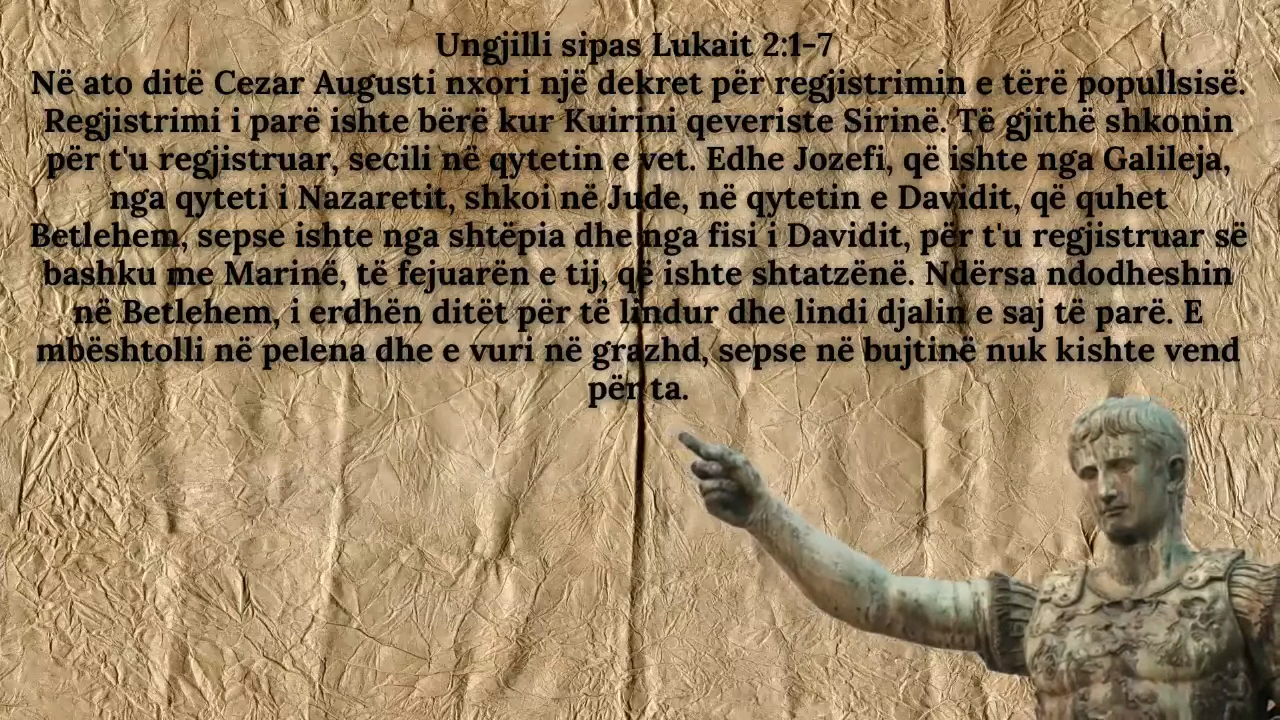 Ungjilli sipas Lukait 2:1-7
Në ato ditë Cezar Augusti nxori një dekret për regjistrimin e tërë popullsisë.
Regjistrimi i parë ishte bërë kur Kuirini qeveriste Sirinë. Të gjithë shkonin
për t'u regjistruar, secili në qytetin e vet. Edhe Jozefi, që ishte nga Galileja,
nga qyteti i Nazaretit, shkoi në Jude, në qytetin e Davidit, që quhet
Betlehem, sepse ishte nga shtëpia dhe nga fisi i Davidit, për t'u regjistruar së
bashku me Marinë, të fejuarën e tij, që ishte shtatzënë. Ndërsa ndodheshin
në Betlehem, i erdhën ditët për të lindur dhe lindi djalin e saj të parë. E
mbështolli në pelena dhe e vuri në grazhd, sepse në bujtinë nuk kishte vend
për ta.